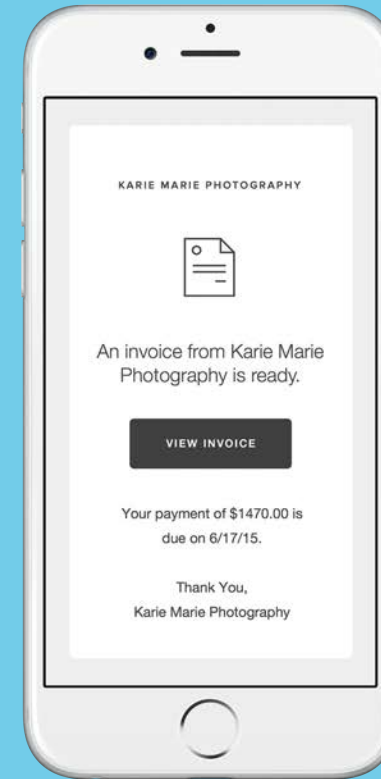 KARIE MARIE PHOTOGRAPHY
An invoice from Karie Marie
Photography is ready.
VIEW INVOICE
Your payment of $1470.00 is
due on 6/17/15.
Thank You,
Karie Marie Photography